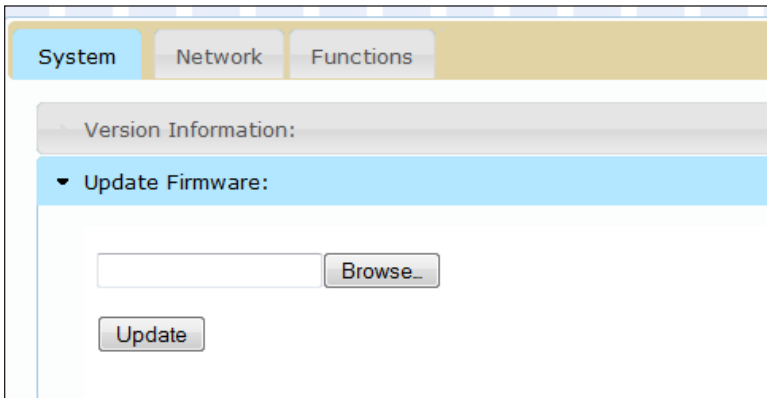 System Network Functions
Version Information:
Update Firmware:
Browse...
Update